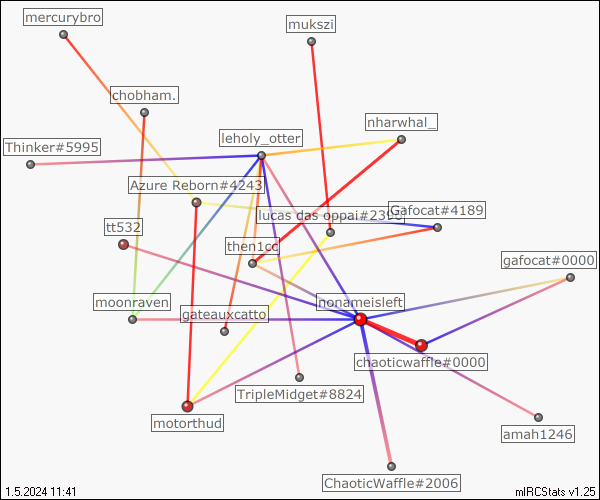 mercurybro
mukszi
chobham.
nharwhal_
leholy_otter
Thinker#5995
Azure Reborn#4243
lucas das oppai#239
Gafocat#4189
tt532
then1cc
gafocat#0000
moonraven
nonameisleft
gateauxcatto
chaoticwaffle#0000
TripleMidget#8824
motorthud
amah1246
ChaoticWaffle#2006
1.5.2024 11:41
mIRCStats v1.25